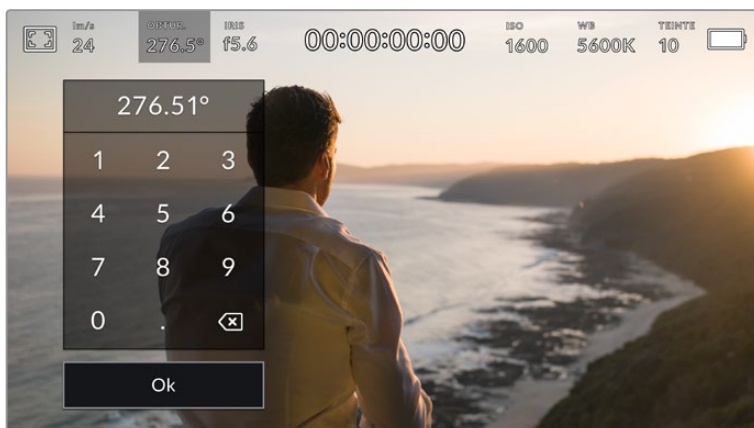 Im/s OBTUR. IRIS ISO WB TEINTE
24 276.5° f5.6 00:00:00:00 1600 5600K 10
276.51°
1 2 3
4 5 6
7 8 9
0 .
Ok